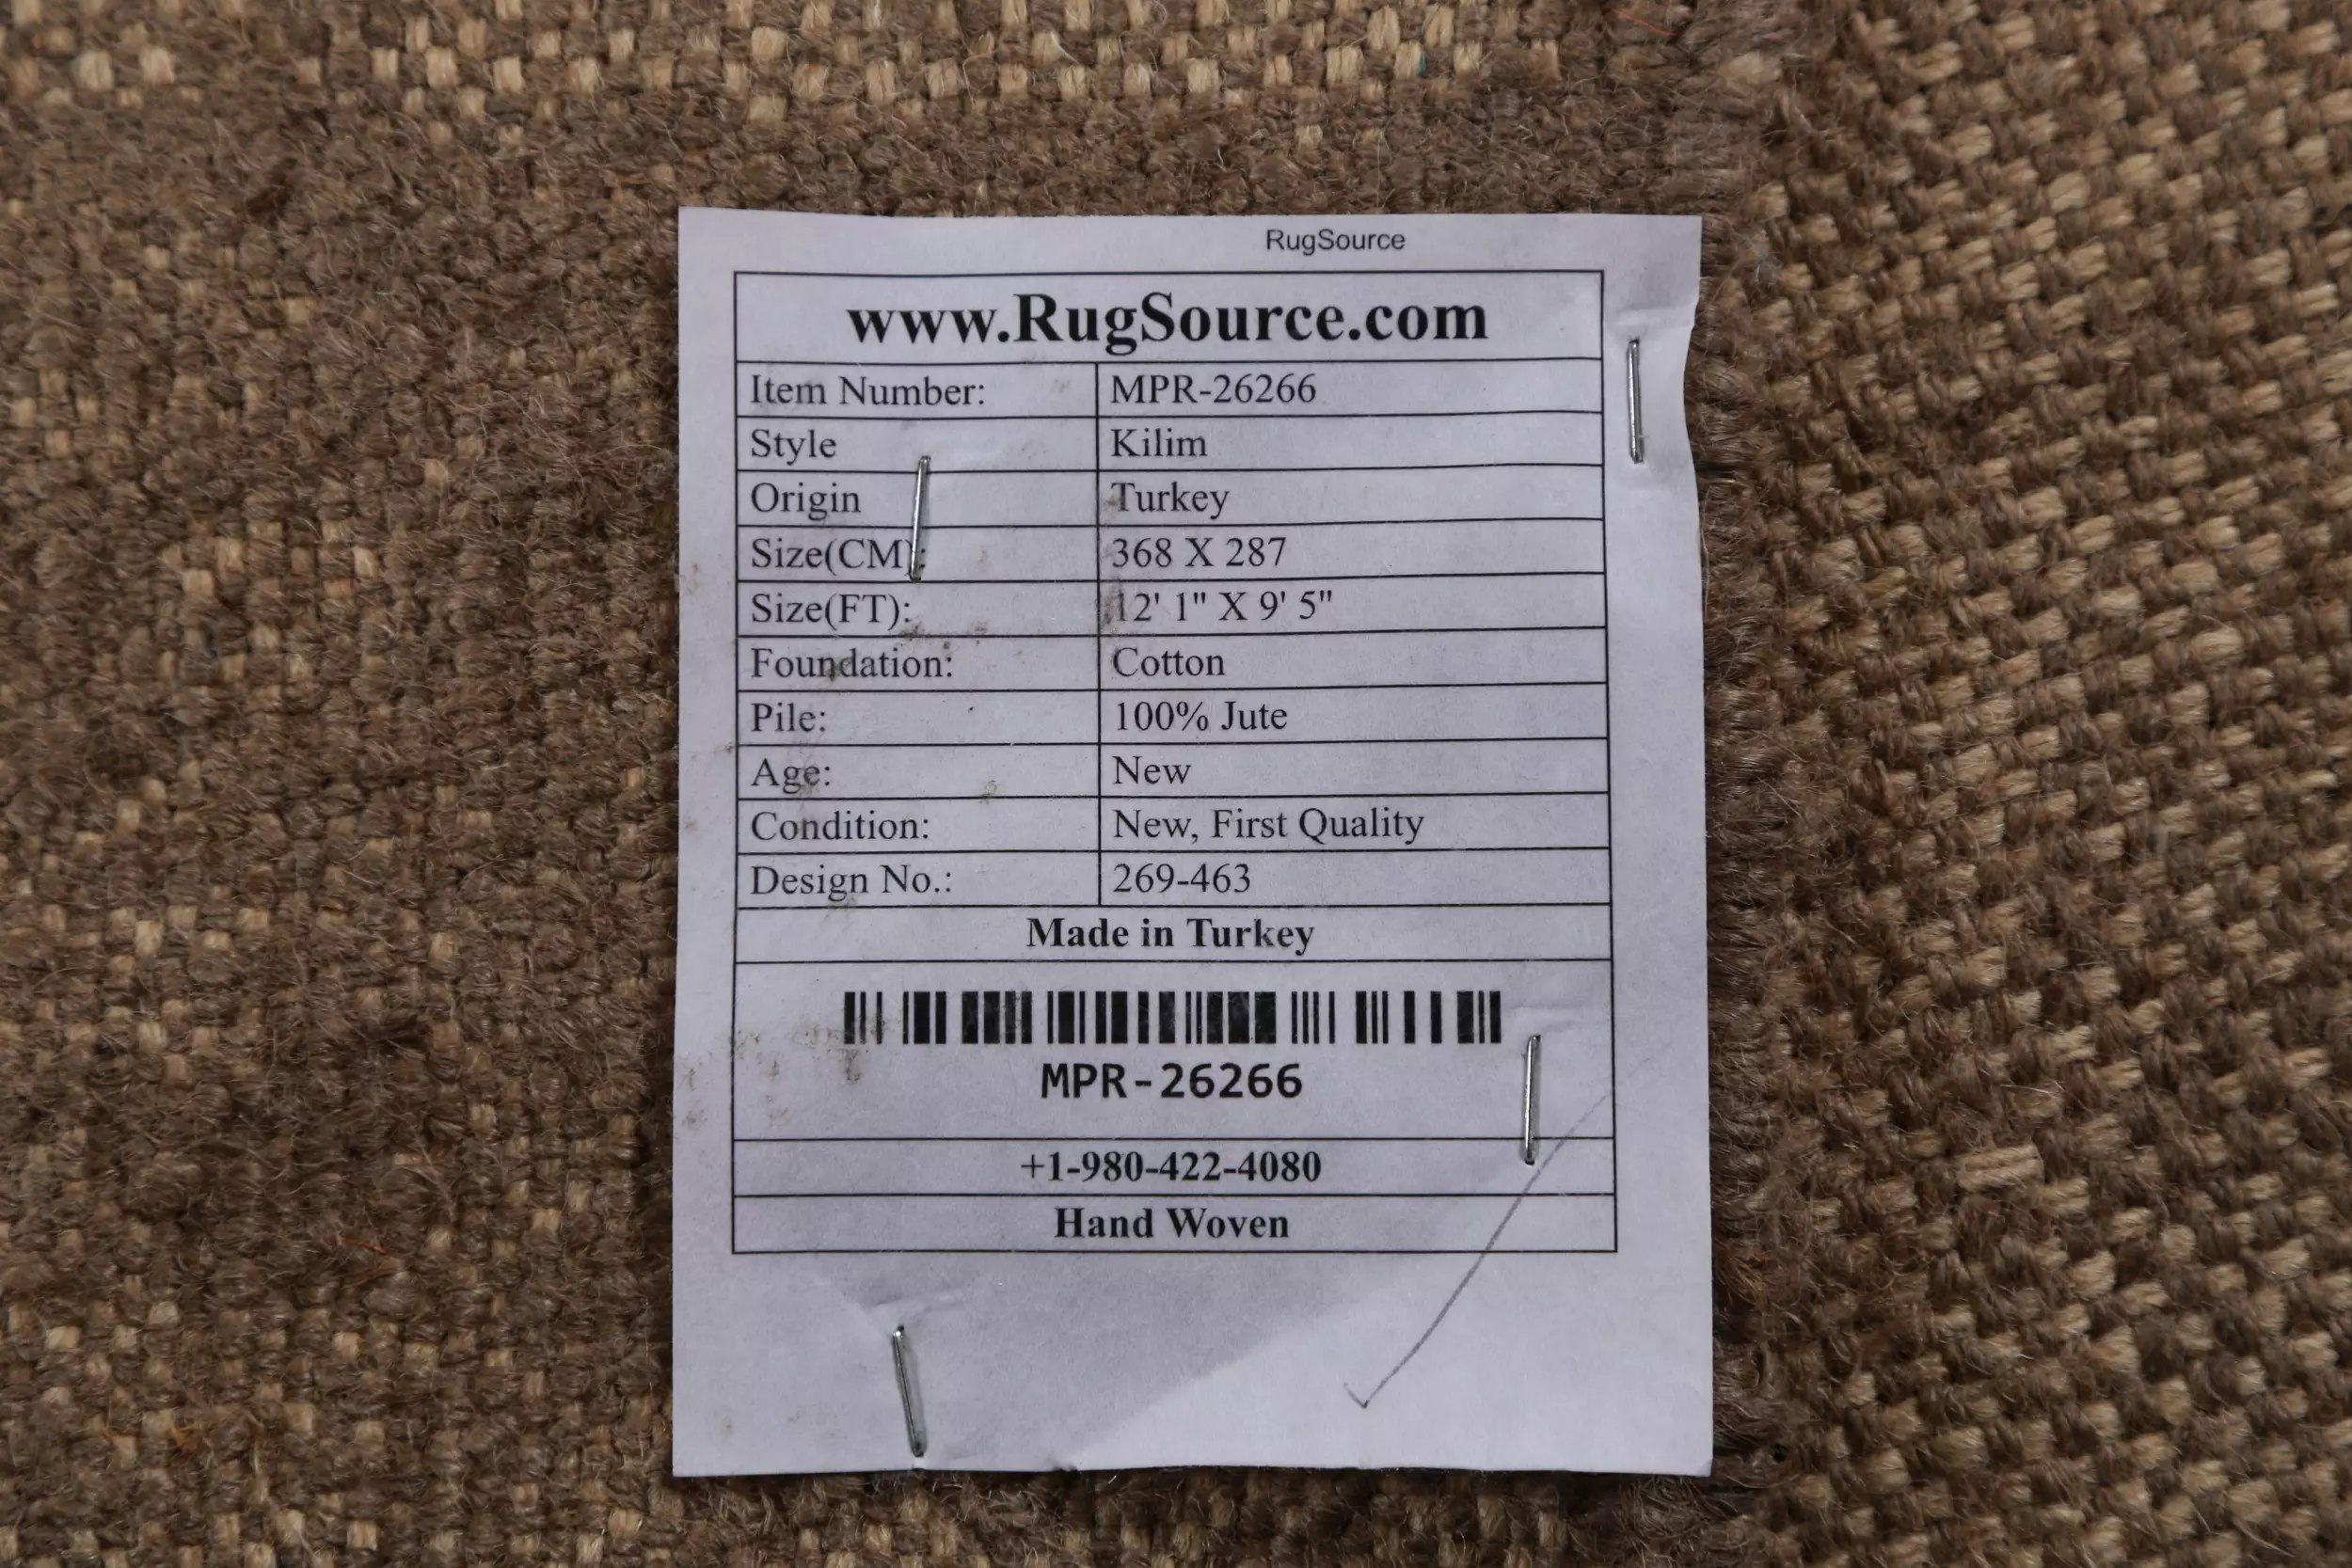 RugSource
www.RugSource.com
Item Number: MPR-26266
Style Kilim
Origin Turkey
Size(CM): 368 X 287
Size(FT): 12' 1" X 9' 5"
Foundation: Cotton
Pile: 100% Jute
Age: New
Condition: New, First Quality
Design No.: 269-463
Made in Turkey
MPR-26266
+1-980-422-4080
Hand Woven